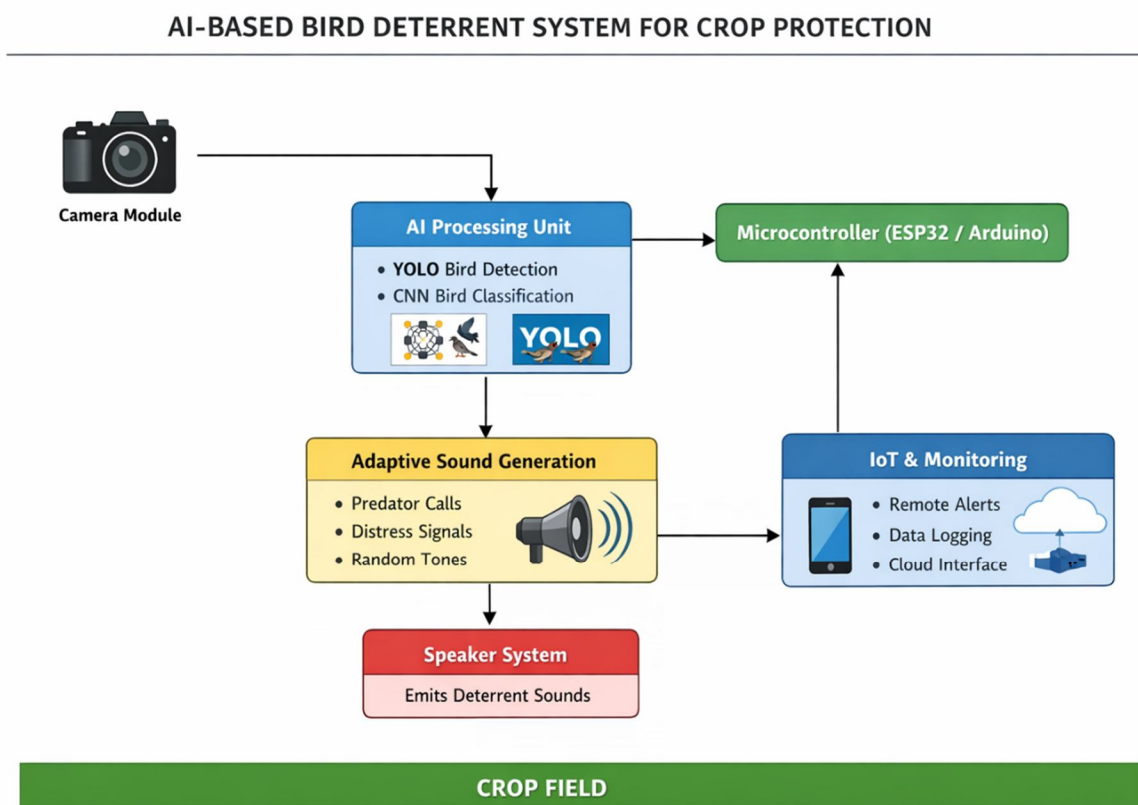 AI-BASED BIRD DETERRENT SYSTEM FOR CROP PROTECTION
Camera Module
AI Processing Unit
• YOLO Bird Detection
• CNN Bird Classification
YOLO
Microcontroller (ESP32 / Arduino)
Adaptive Sound Generation
• Predator Calls
• Distress Signals
• Random Tones
IoT & Monitoring
• Remote Alerts
• Data Logging
• Cloud Interface
Speaker System
Emits Deterrent Sounds
CROP FIELD